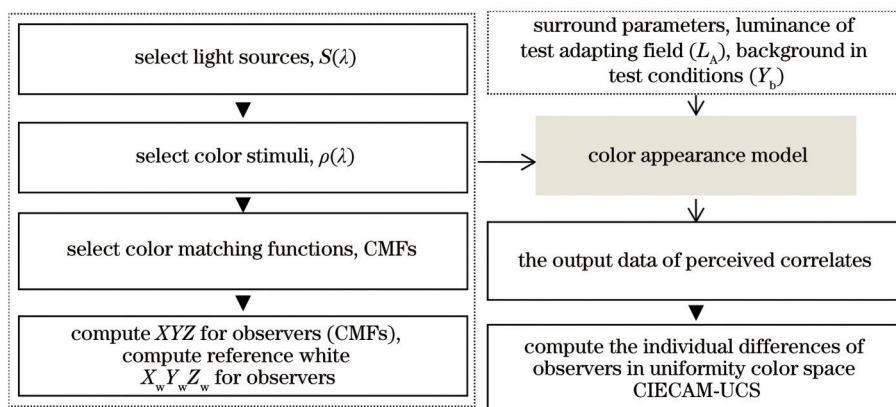 select light sources, S(λ)
select color stimuli, ρ(λ)
select color matching functions, CMFs
compute XYZ for observers (CMFs),
compute reference white
XwYwZw for observers
surround parameters, luminance of
test adapting field (LA), background in
test conditions (Yb)
color appearance model
the output data of perceived correlates
compute the individual differences of
observers in uniformity color space
CIECAM-UCS